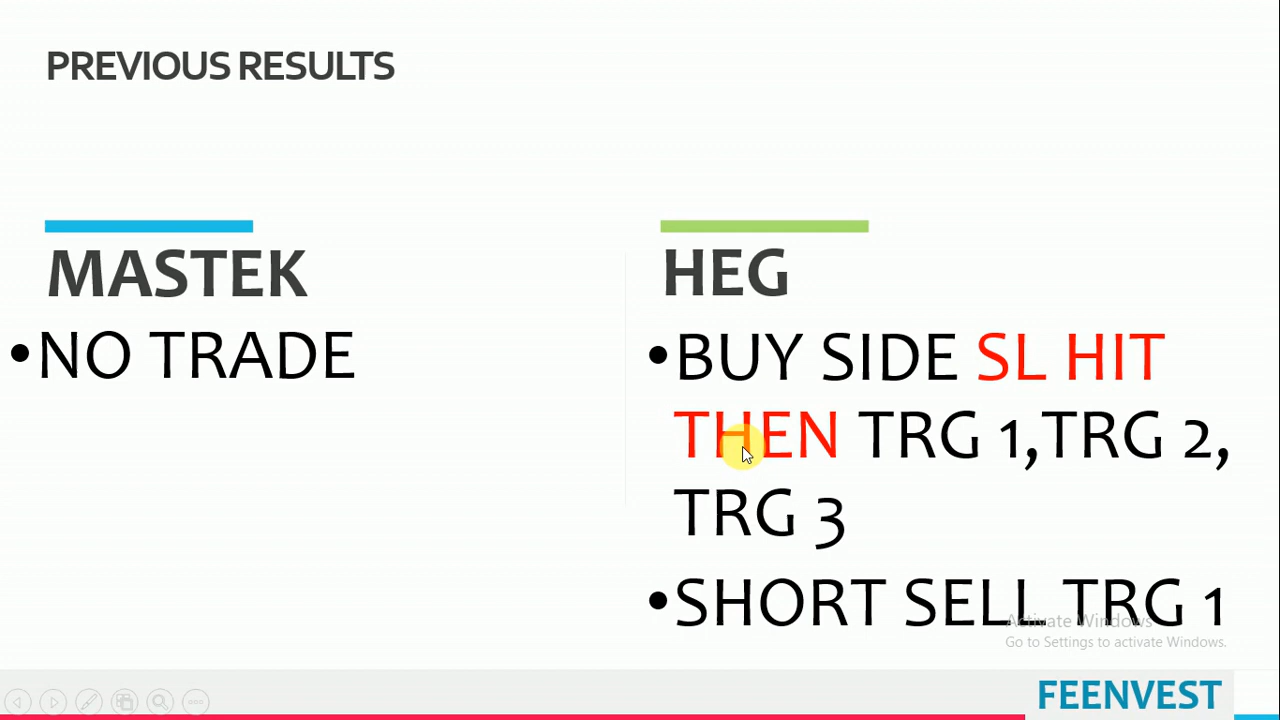 PREVIOUS RESULTS
MASTEK
•NO TRADE
HEG
•BUY SIDE SL HIT
THEN TRG 1,TRG 2,
TRG 3
•SHORT SELL TRG 1
Activate Windows
Go to Settings to activate Windows.
FEENVEST